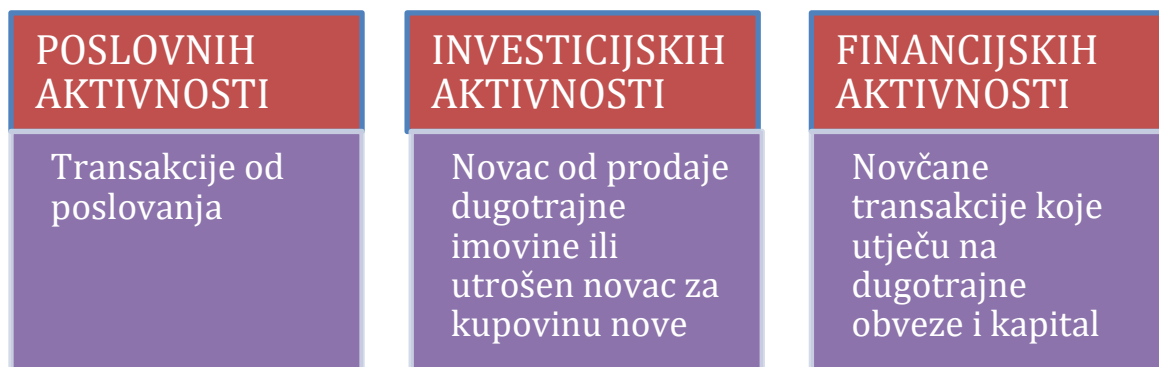 POSLOVNIH
AKTIVNOSTI
Transakcije od
poslovanja
INVESTICIJSKIH
AKTIVNOSTI
Novac od prodaje
dugotrajne
imovine ili
utrošen novac za
kupovinu nove
FINANCIJSKIH
AKTIVNOSTI
Novčane
transakcije koje
utječu na
dugotrajne
obveze i kapital